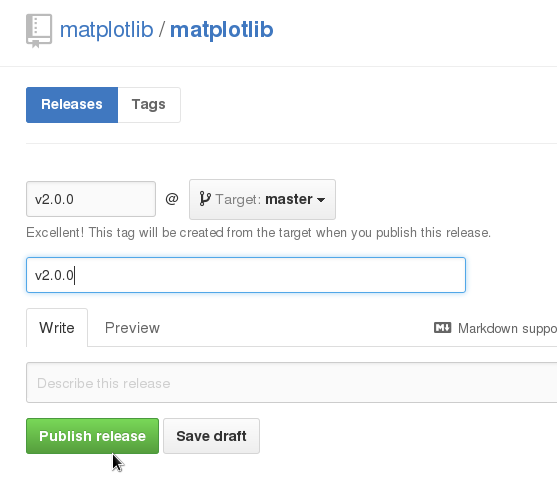 matplotlib / matplotlib
Releases Tags
v2.0.0 @ Target: master
Excellent! This tag will be created from the target when you publish this release.
v2.0.0
Write Preview Markdown suppo
Describe this release
Publish release Save draft